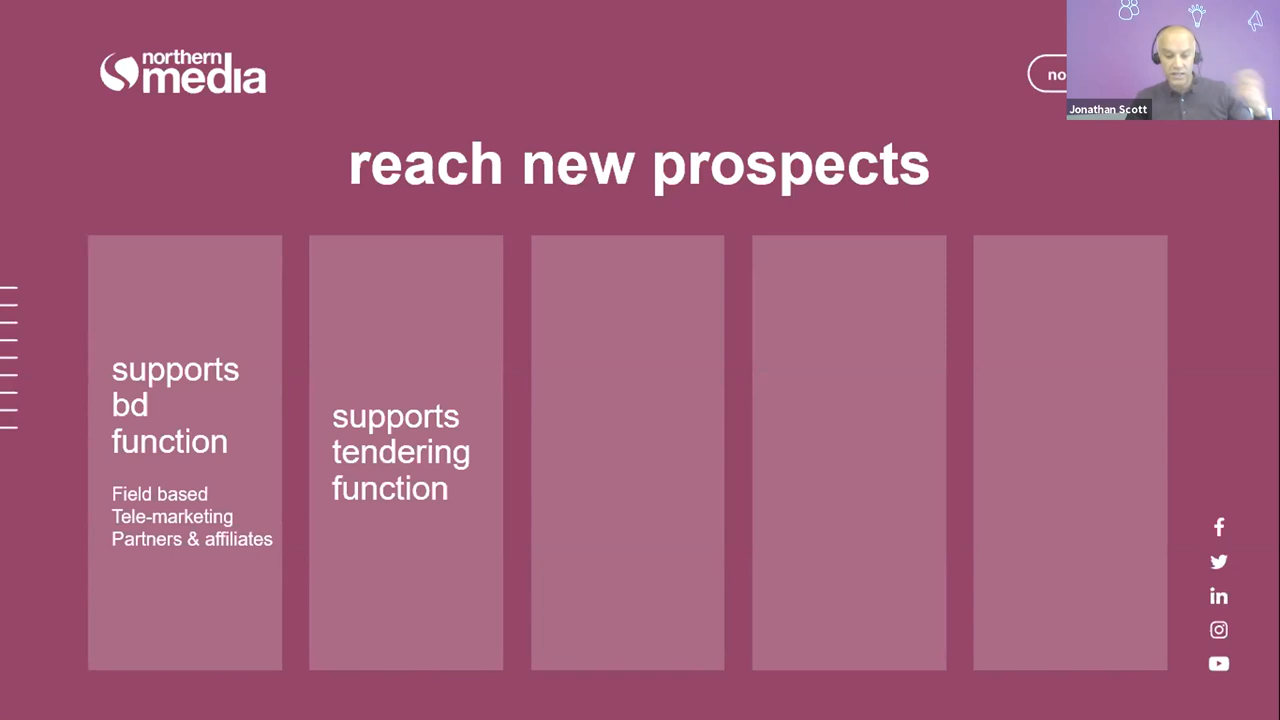 northern
media
no
Jonathan Scott
reach new prospects
supports
bd
function
Field based
Tele-marketing
Partners & affiliates
supports
tendering
function